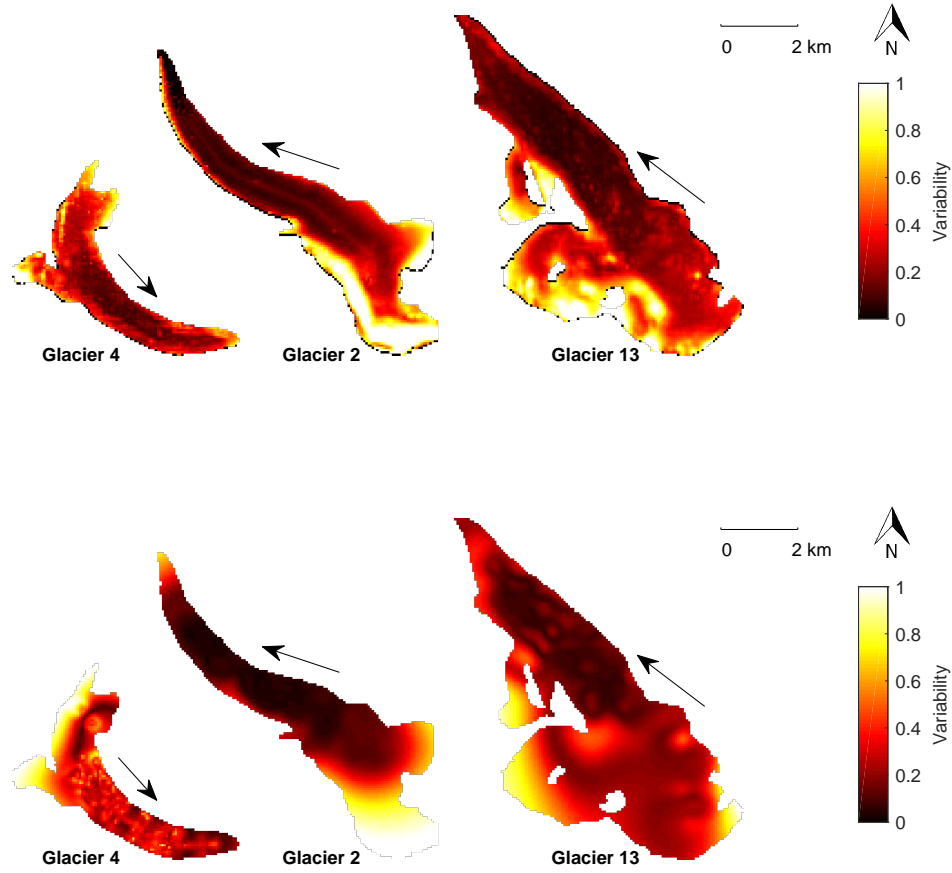 0 2 km
N
1
0.8
0.6
0.4
0.2
0
Variability
Glacier 4
Glacier 2
Glacier 13
0 2 km
N
1
0.8
0.6
0.4
0.2
0
Variability
Glacier 4
Glacier 2
Glacier 13